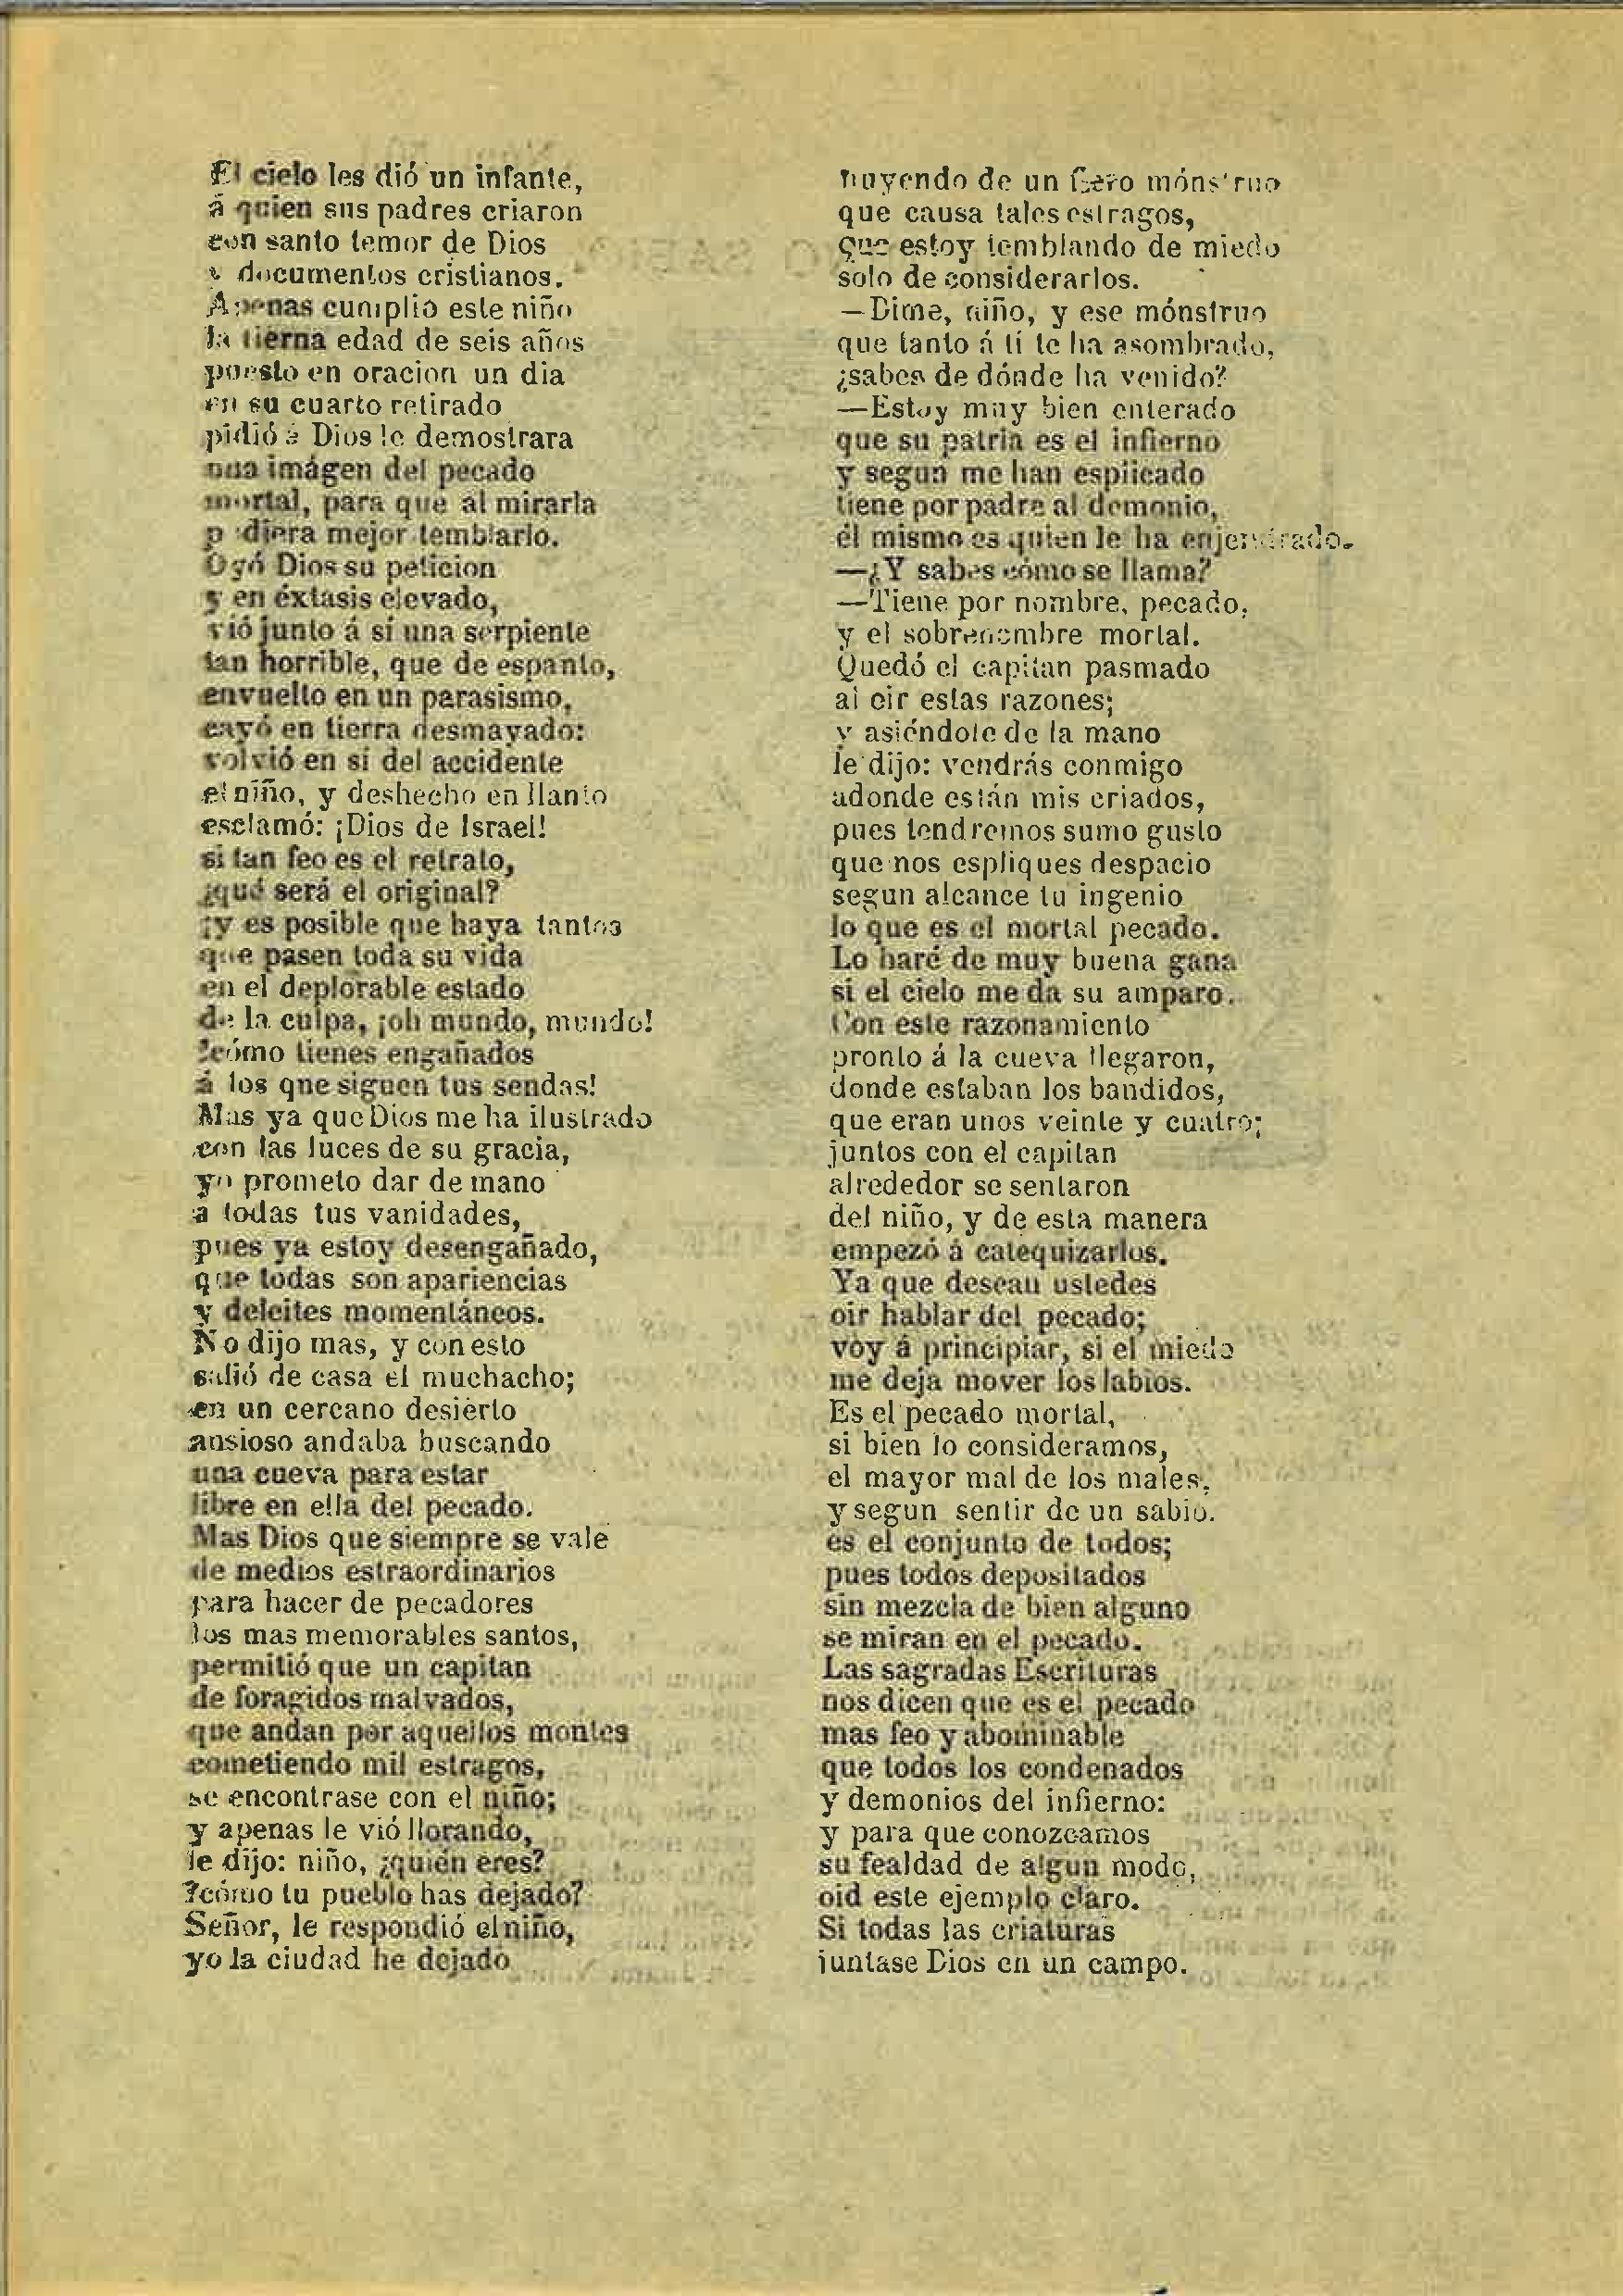 El cielo les dió un infante,
á quien sus padres criaron
con santo temor de Dios
y documentos cristianos.
Apenas cumplió este niño
la tierna edad de seis años
puesto en oracion un dia
en su cuarto retirado
pidió á Dios le demostrara
una imágen del pecado
mortal, para que al mirarla
pudiera mejor temblarlo.
Oyó Dios su peticion
y en éxtasis elevado,
vió junto á sí una serpiente
tan horrible, que de espanto,
envuelto en un parasismo,
cayó en tierra desmayado:
volvió en sí del accidente
el niño, y deshecho en llanto
esclamó: ¡Dios de Israel!
si tan feo es el retrato,
¿qué será el original?
¡y es posible que haya tantos
que pasen toda su vida
en el deplorable estado
de la culpa, ¡oh mundo, mundo!
!cómo tienes engañados
á los que siguen tus sendas!
Mas ya que Dios me ha ilustrado
con las luces de su gracia,
yo prometo dar de mano
a todas tus vanidades,
pues ya estoy desengañado,
que todas son apariencias
y deleites momentáneos.
No dijo mas, y con esto
salió de casa el muchacho;
en un cercano desierto
ansioso andaba buscando
una cueva para estar
libre en ella del pecado.
Mas Dios que siempre se vale
de medios estraordinarios
para hacer de pecadores
los mas memorables santos,
permitió que un capitan
de foragidos malvados,
que andan por aquellos montes
cometiendo mil estragos,
se encontrase con el niño;
y apenas le vió llorando,
le dijo: niño, ¿quién eres?
?cómo tu pueblo has dejado?
Señor, le respondió el niño,
yo la ciudad he dejado
huyendo de un fiero mónstruo
que causa tales estragos,
que estoy temblando de miedo
solo de considerarlos.
—Dime, niño, y ese mónstruo
que tanto á tí te ha asombrado,
¿sabes de dónde ha venido?
—Estoy muy bien enterado
que su patria es el infierno
y segun me han esplicado
tiene por padre al demonio,
él mismo es quien le ha enjendrado.
—¿Y sabes cómo se llama?
—Tiene por nombre, pecado,
y el sobrenombre mortal.
Quedó el capitan pasmado
al oir estas razones;
y asiéndole de la mano
le dijo: vendrás conmigo
adonde están mis criados,
pues tendremos sumo gusto
que nos espliques despacio
segun alcance tu ingenio
lo que es el mortal pecado.
Lo haré de muy buena gana
si el cielo me da su amparo.
Con este razonamiento
pronto á la cueva llegaron,
donde estaban los bandidos,
que eran unos veinte y cuatro;
juntos con el capitan
alrededor se sentaron
del niño, y de esta manera
empezó á catequizarlos.
Ya que desean ustedes
oir hablar del pecado;
voy á principiar, si el miedo
me deja mover los labios.
Es el pecado mortal,
si bien lo consideramos,
el mayor mal de los males,
y segun sentir de un sabio.
es el conjunto de todos;
pues todos depositados
sin mezcla de bien alguno
se miran en el pecado.
Las sagradas Escrituras
nos dicen que es el pecado
mas feo y abominable
que todos los condenados
y demonios del infierno:
y para que conozcamos
su fealdad de algun modo,
oid este ejemplo claro.
Si todas las criaturas
juntase Dios en un campo.